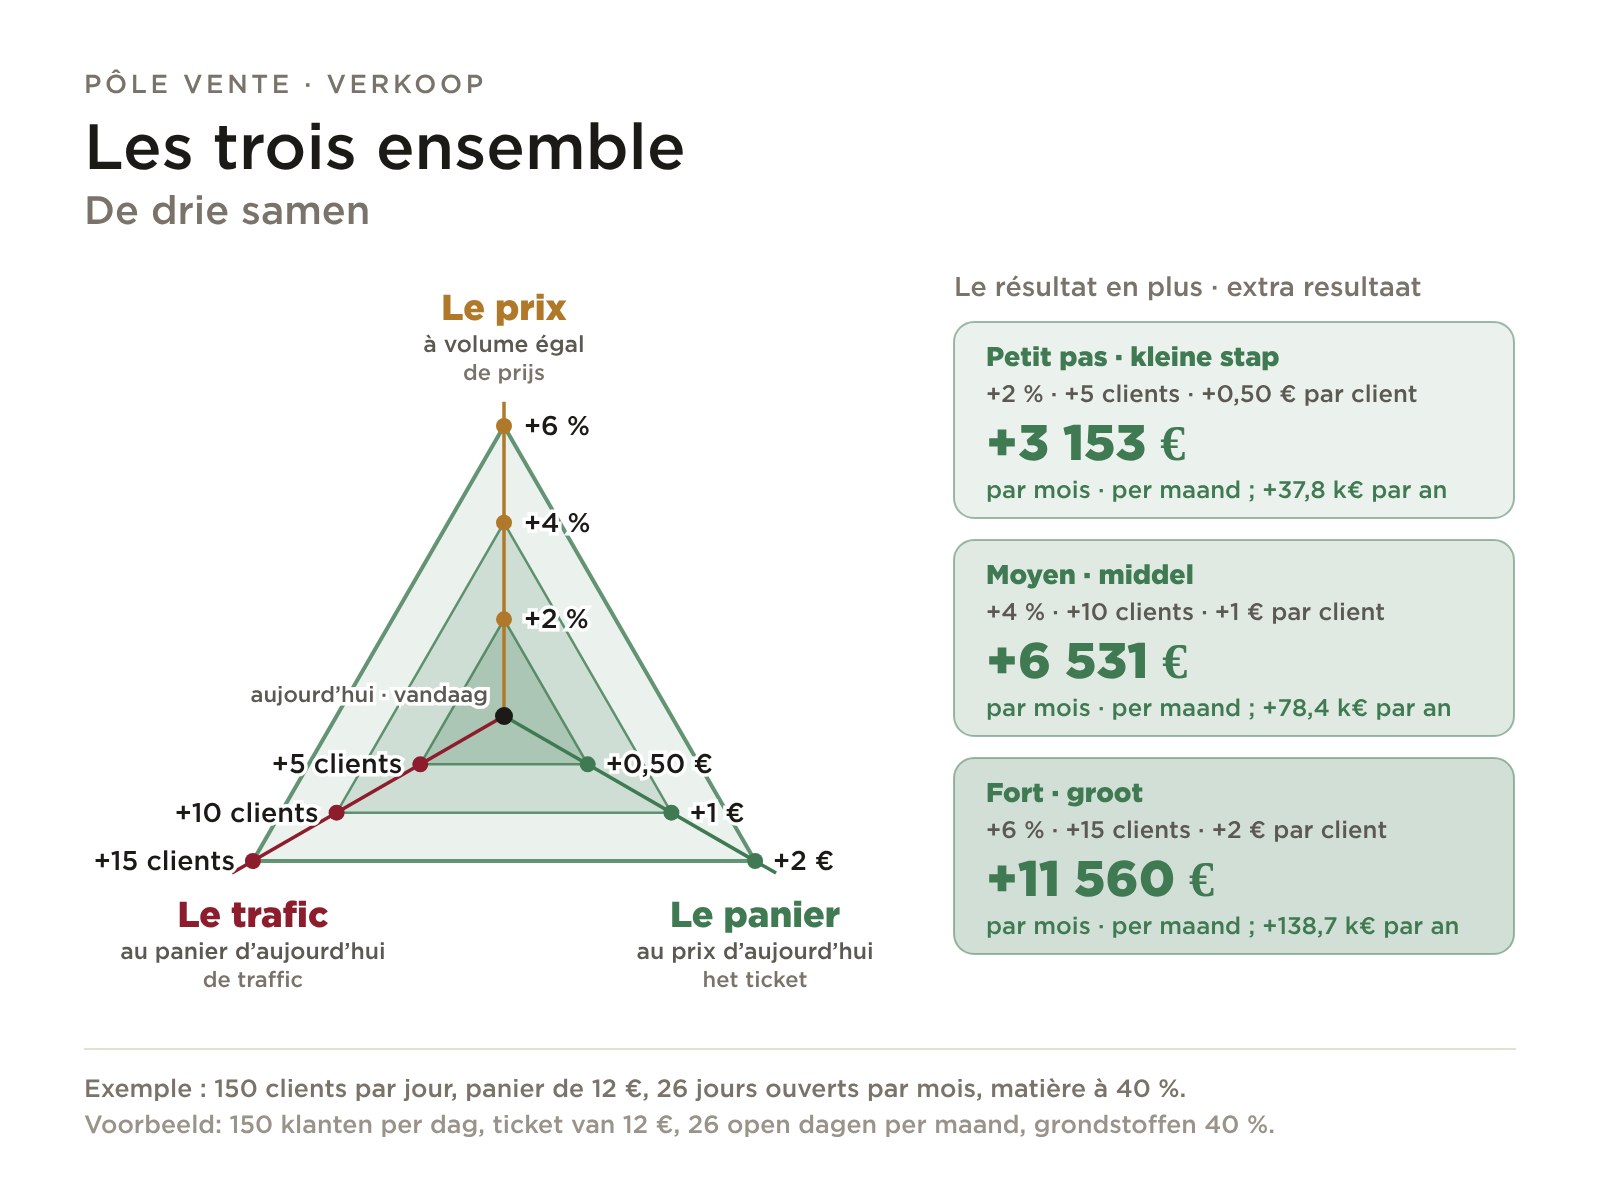 PÔLE VENTE · VERKOOP
Les trois ensemble
De drie samen
Le prix
à volume égal
de prijs
+6 %
+4 %
+2 %
aujourd’hui · vandaag
+5 clients
+0,50 €
+10 clients
+1 €
+15 clients
+2 €
Le trafic
au panier d’aujourd’hui
de traffic
Le panier
au prix d’aujourd’hui
het ticket
Le résultat en plus · extra resultaat
Petit pas · kleine stap
+2 % · +5 clients · +0,50 € par client
+3 153 €
par mois · per maand ; +37,8 k€ par an
Moyen · middel
+4 % · +10 clients · +1 € par client
+6 531 €
par mois · per maand ; +78,4 k€ par an
Fort · groot
+6 % · +15 clients · +2 € par client
+11 560 €
par mois · per maand ; +138,7 k€ par an
Exemple : 150 clients par jour, panier de 12 €, 26 jours ouverts par mois, matière à 40 %.
Voorbeeld: 150 klanten per dag, ticket van 12 €, 26 open dagen per maand, grondstoffen 40 %.